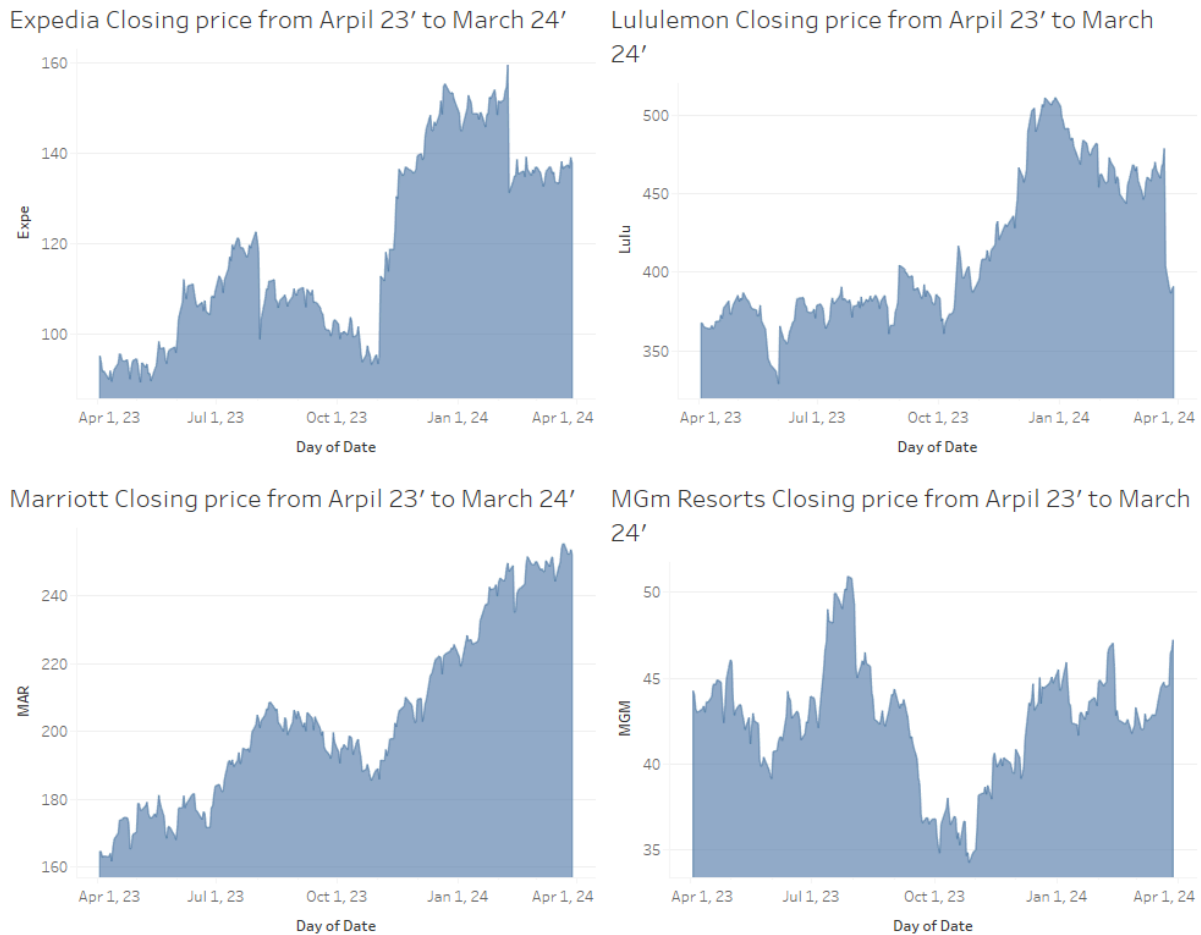 Expedia Closing price from Arpil 23′ to March 24′
160
140
120
100
Expe
Apr 1, 23 Jul 1, 23 Oct 1, 23 Jan 1, 24 Apr 1, 24
Day of Date
Lululemon Closing price from Arpil 23′ to March
24′
500
450
400
350
Lulu
Apr 1, 23 Jul 1, 23 Oct 1, 23 Jan 1, 24 Apr 1, 24
Day of Date
Marriott Closing price from Arpil 23′ to March 24′
240
220
200
180
160
MAR
Apr 1, 23 Jul 1, 23 Oct 1, 23 Jan 1, 24 Apr 1, 24
Day of Date
MGm Resorts Closing price from Arpil 23′ to March
24′
50
45
40
35
MGM
Apr 1, 23 Jul 1, 23 Oct 1, 23 Jan 1, 24 Apr 1, 24
Day of Date